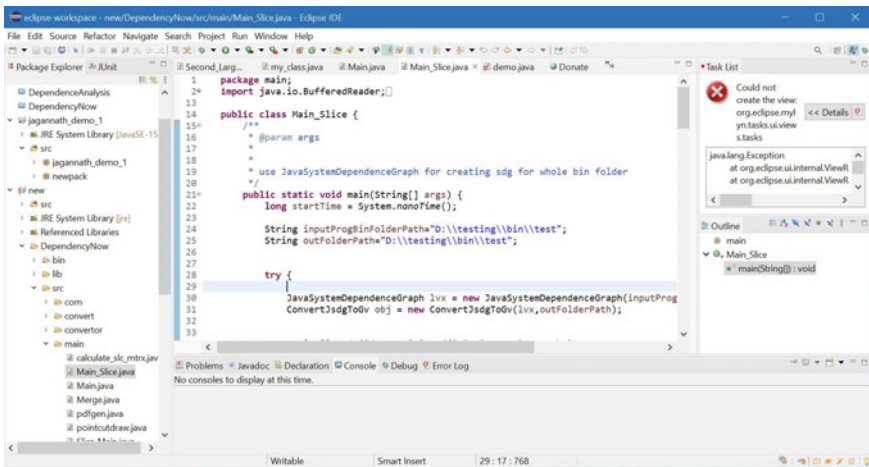 eclipse-workspace - new/DependencyNow/src/main/Main_Slice.java - Eclipse IDE
File Edit Source Refactor Navigate Search Project Run Window Help
Package Explorer JUnit
DependenceAnalysis
DependencyNow
jagannath_demo_1
JRE System Library [JavaSE-15
src
jagannath_demo_1
newpack
new
src
JRE System Library [jre]
Referenced Libraries
DependencyNow
bin
lib
src
com
convert
convertor
main
calculate_slc_mtrx.jav
Main_Slice.java
Main.java
Merge.java
pdfgen.java
pointcutdraw.java
Second_Larg... my_class.java Main.java Main_Slice.java × demo.java Donate
1 package main;
2 import java.io.BufferedReader;
13
14 public class Main_Slice {
15 /**
16 * @param args
17 *
18 *
19 * use JavaSystemDependenceGraph for creating sdg for whole bin folder
20 */
21 public static void main(String[] args) {
22 long startTime = System.nanoTime();
23
24 String inputProgBinFolderPath="D:\\testing\\bin\\test";
25 String outFolderPath="D:\\testing\\bin\\test";
26
27
28 try {
29
30 JavaSystemDependenceGraph lvx = new JavaSystemDependenceGraph(inputProg
31 ConvertJsdgToGv obj = new ConvertJsdgToGv(lvx,outFolderPath);
32
33
Task List
Could not
create the view:
org.eclipse.myl
yn.tasks.ui.view
s.tasks
<< Details
java.lang.Exception
at org.eclipse.ui.internal.ViewR
at org.eclipse.ui.internal.ViewR
Outline
main
Main_Slice
main(String[]) : void
Problems Javadoc Declaration Console Debug Error Log
No consoles to display at this time.
Writable Smart Insert 29 : 17 : 768